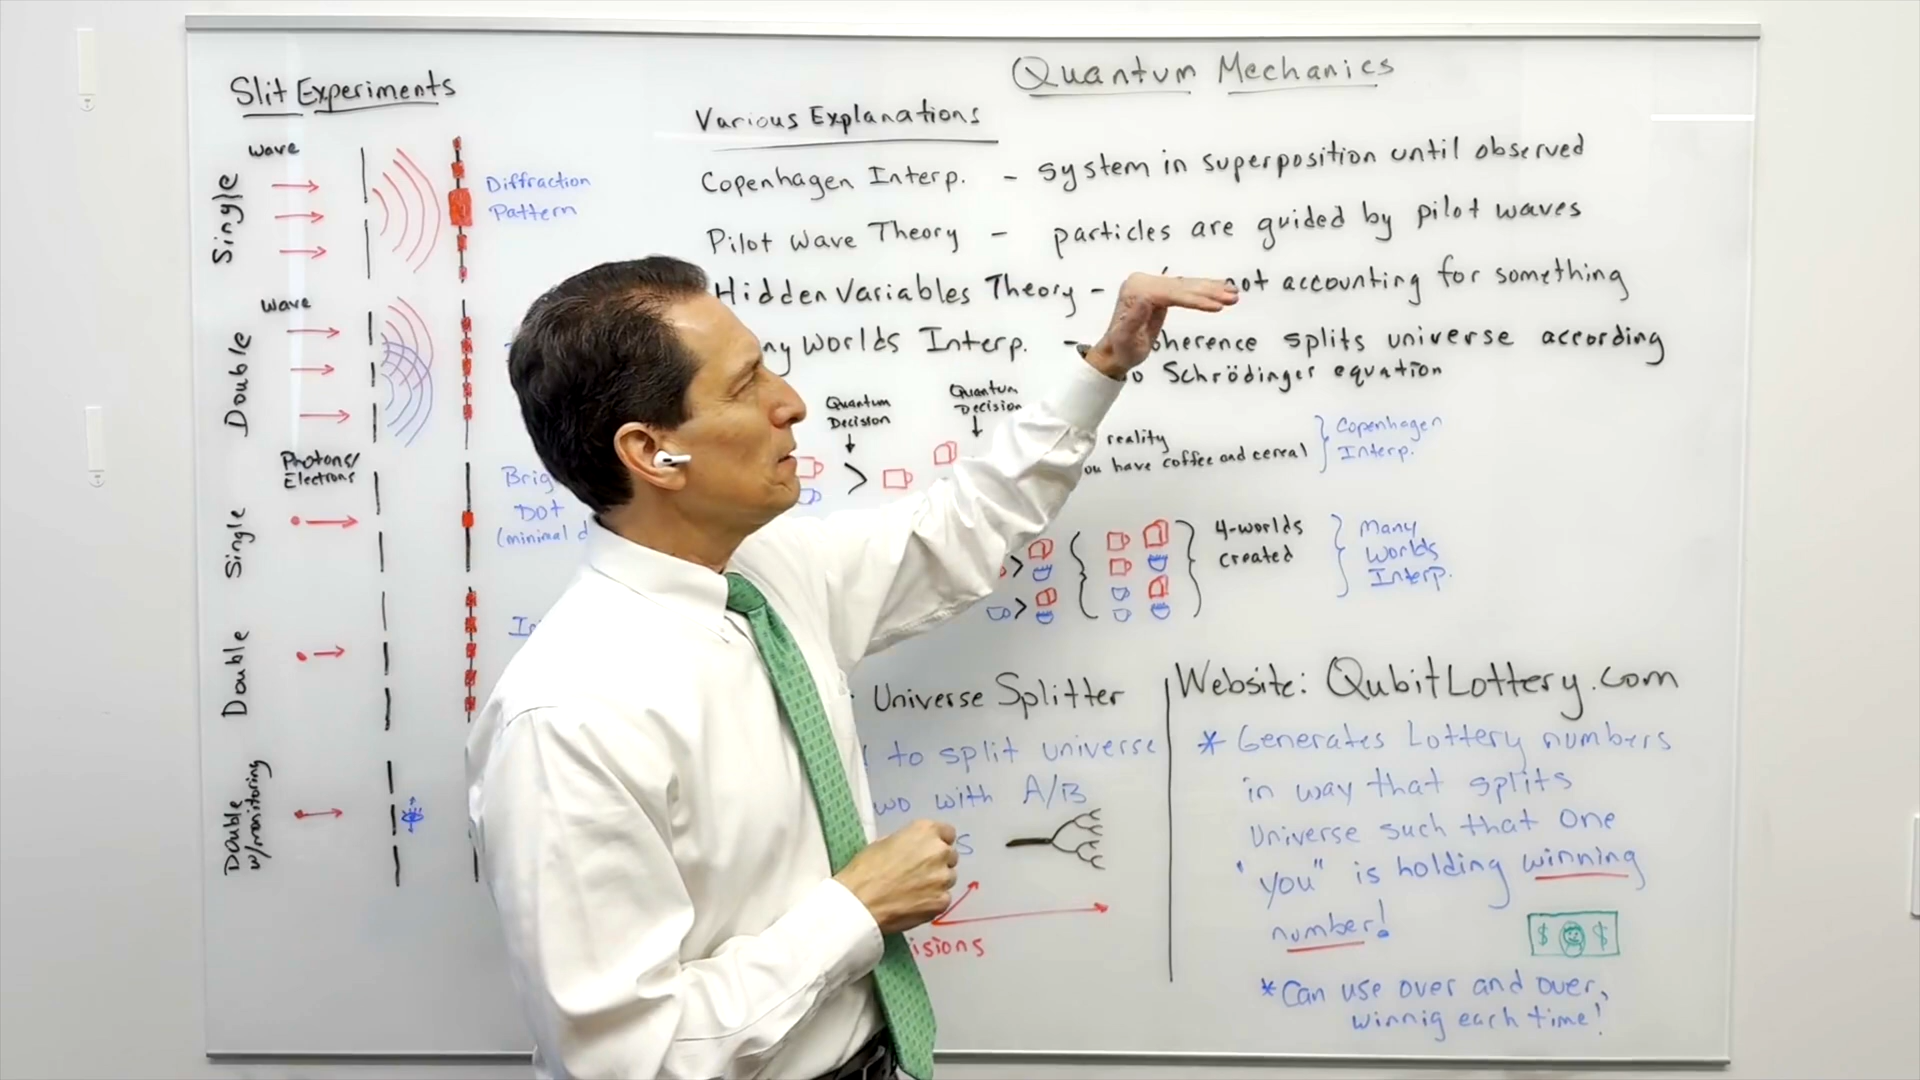 Slit Experiments
wave
Single
Diffraction
Pattern
wave
Double
Photons/
Electrons
Single
DOT
(minimal
Double
Double
w/monitoring
Quantum Mechanics
Various Explanations
Copenhagen Interp. - system in superposition until observed
Pilot Wave Theory - particles are guided by pilot waves
Hidden Variables Theory - not accounting for something
Worlds Interp. - splits universe according
Schrödinger equation
Quantum
Decision
Quantum
Decision
reality
have coffee and cereal
Copenhagen
Interp.
4-worlds
created
Many
Worlds
Interp.
Universe Splitter
to split universe
with A/B
Website: QubitLottery.com
* Generates Lottery numbers
in way that splits
Universe such that one
"you" is holding winning
number!
$ $
* Can use over and over,
winnig each time!